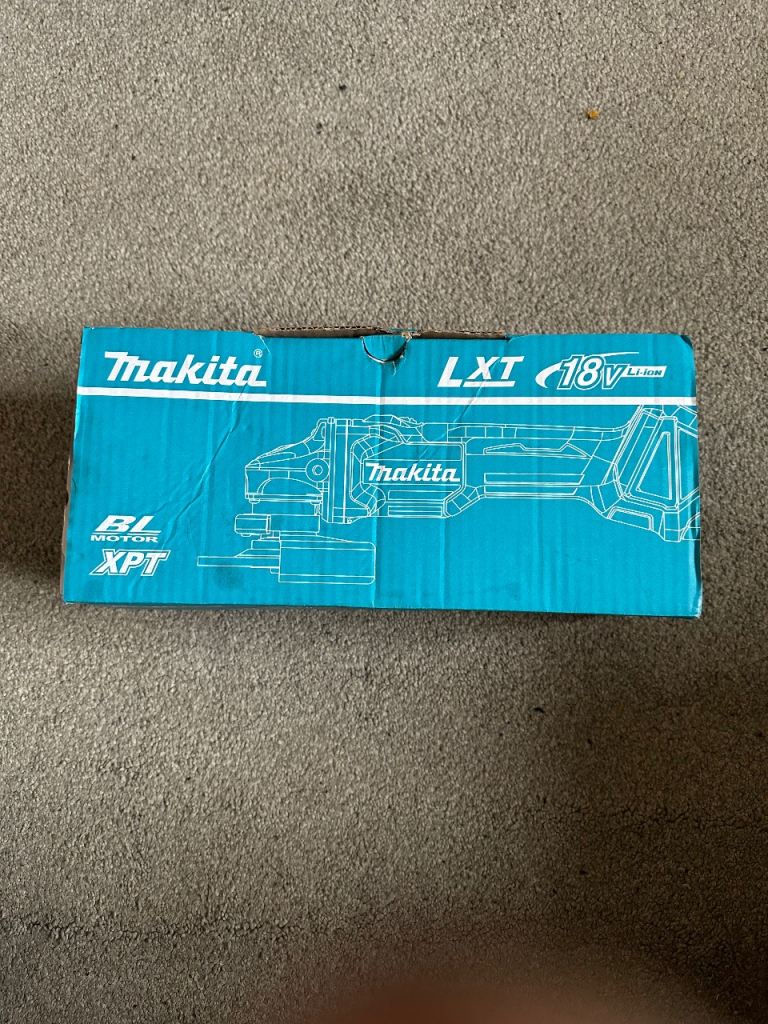 makita®
LXT 18V Li-ion
makita
BL
MOTOR
XPT